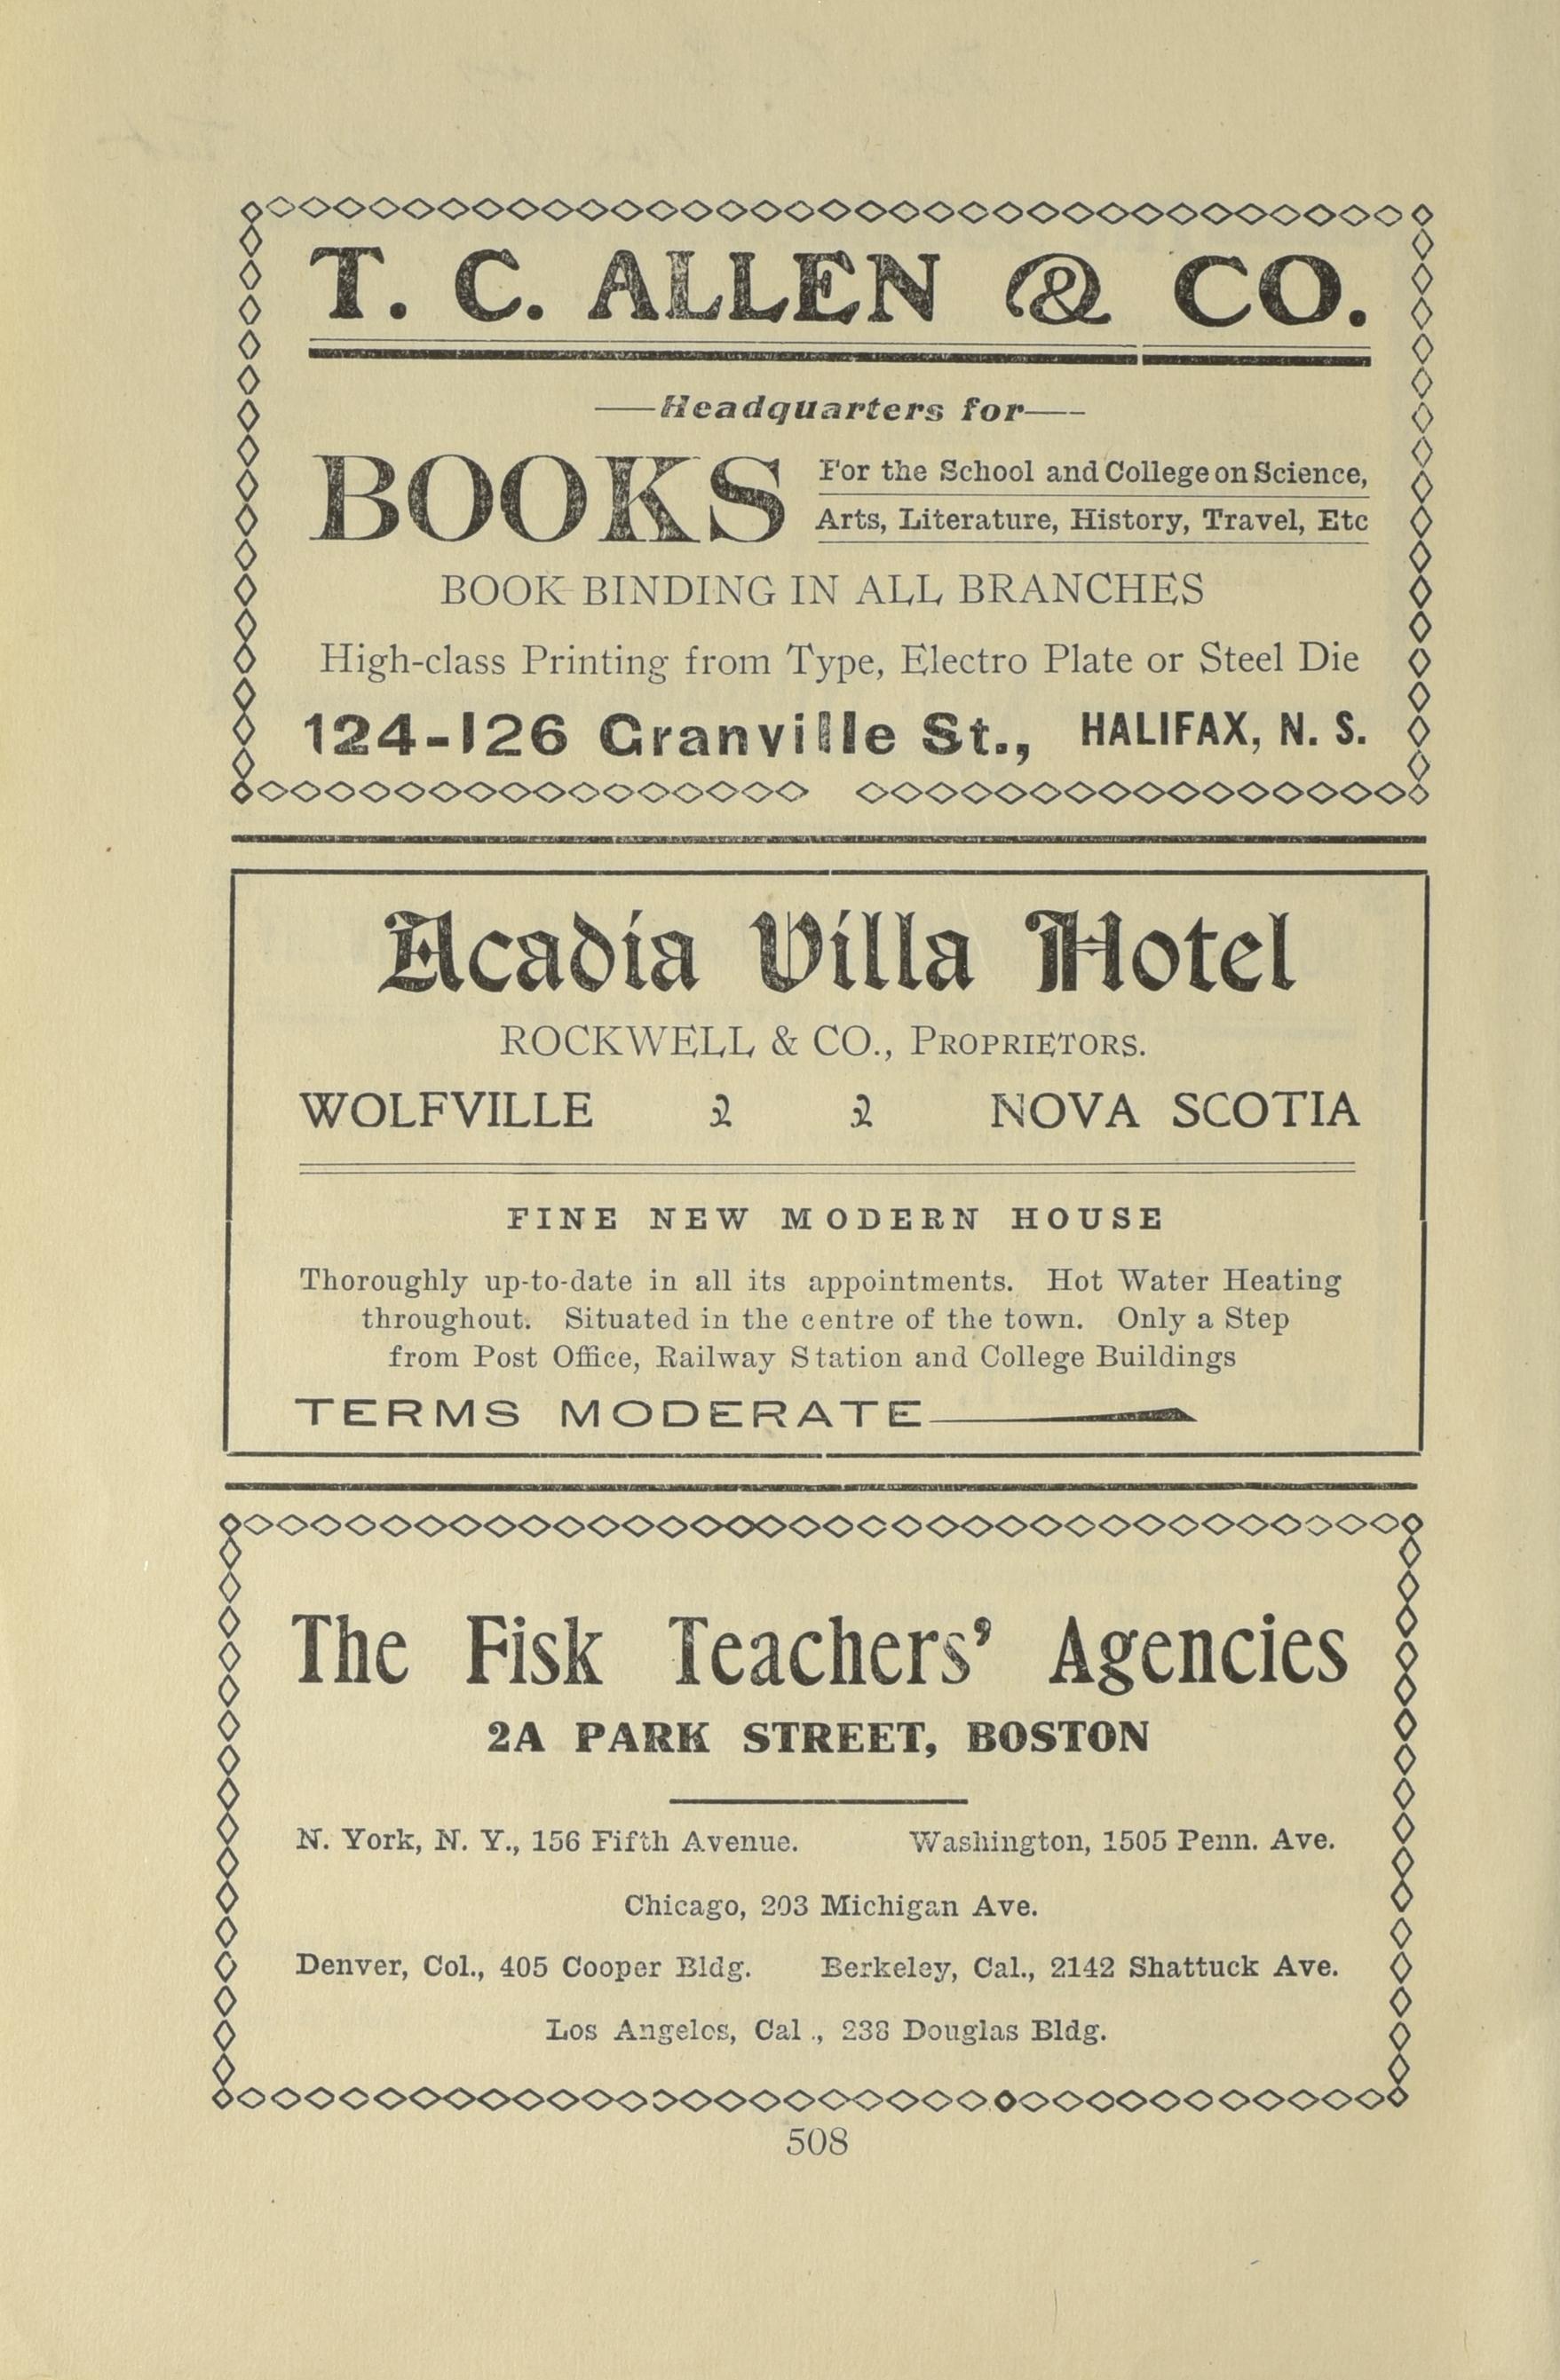 T. C. ALLEN & CO.
—Headquarters for—
BOOKS
For the School and College on Science,
Arts, Literature, History, Travel, Etc
BOOK BINDING IN ALL BRANCHES
High-class Printing from Type, Electro Plate or Steel Die
124-126 Granville St., HALIFAX, N. S.
Acadia Villa Hotel
ROCKWELL & CO., PROPRIETORS.
WOLFVILLE NOVA SCOTIA
FINE NEW MODERN HOUSE
Thoroughly up-to-date in all its appointments. Hot Water Heating
throughout. Situated in the centre of the town. Only a Step
from Post Office, Railway Station and College Buildings
TERMS MODERATE
The Fisk Teachers' Agencies
2A PARK STREET, BOSTON
N. York, N. Y., 156 Fifth Avenue. Washington, 1505 Penn. Ave.
Chicago, 203 Michigan Ave.
Denver, Col., 405 Cooper Bldg. Berkeley, Cal., 2142 Shattuck Ave.
Los Angeles, Cal., 238 Douglas Bldg.
508